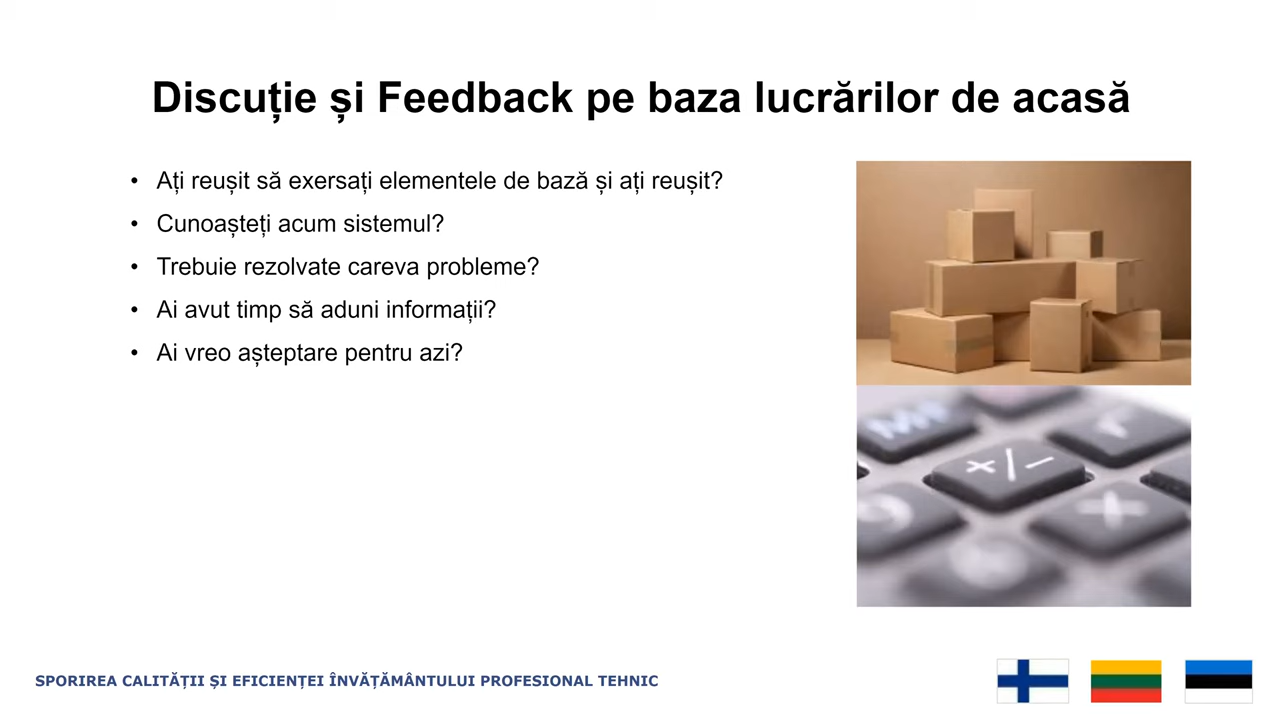 Discuție și Feedback pe baza lucrărilor de acasă
• Ați reușit să exersați elementele de bază și ați reușit?
• Cunoașteți acum sistemul?
• Trebuie rezolvate careva probleme?
• Ai avut timp să aduni informații?
• Ai vreo așteptare pentru azi?
+/−
SPORIREA CALITĂȚII ȘI EFICIENȚEI ÎNVĂȚĂMÂNTULUI PROFESIONAL TEHNIC